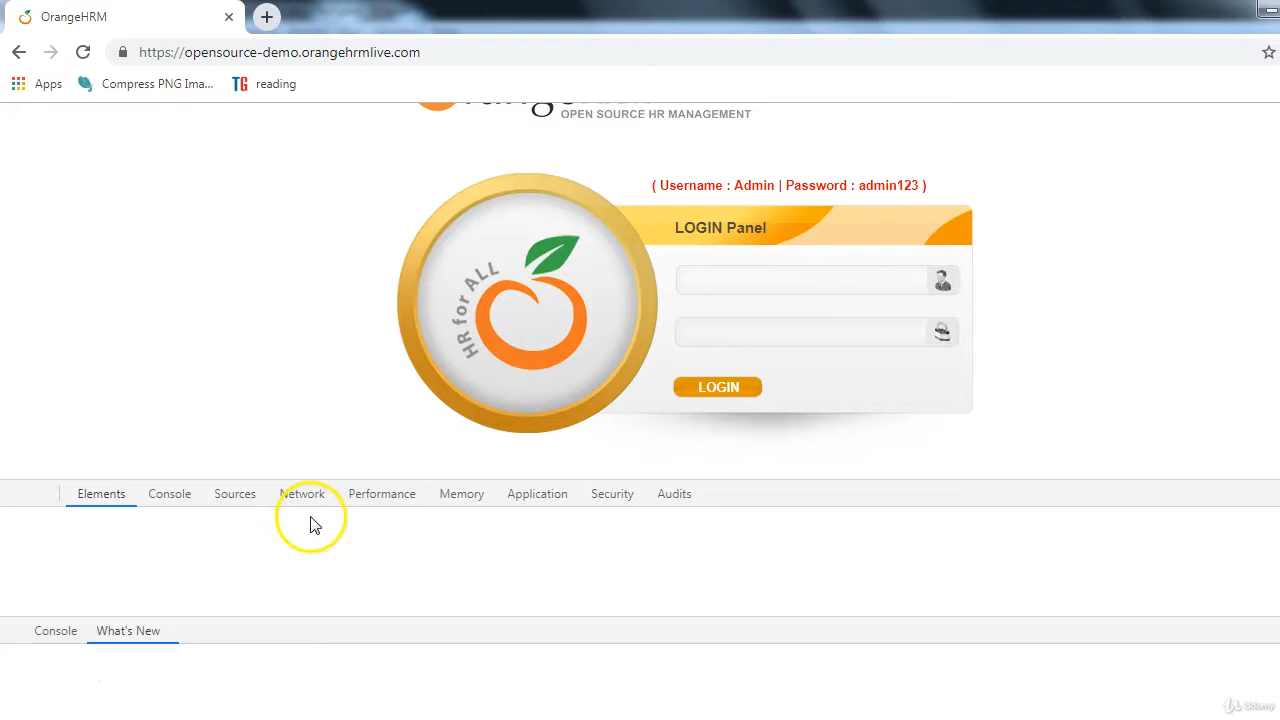 OrangeHRM
https://opensource-demo.orangehrmlive.com
Apps Compress PNG Ima... TG reading
OPEN SOURCE HR MANAGEMENT
( Username : Admin | Password : admin123 )
LOGIN Panel
HR for ALL
LOGIN
Elements Console Sources Network Performance Memory Application Security Audits
Console What's New
Udemy